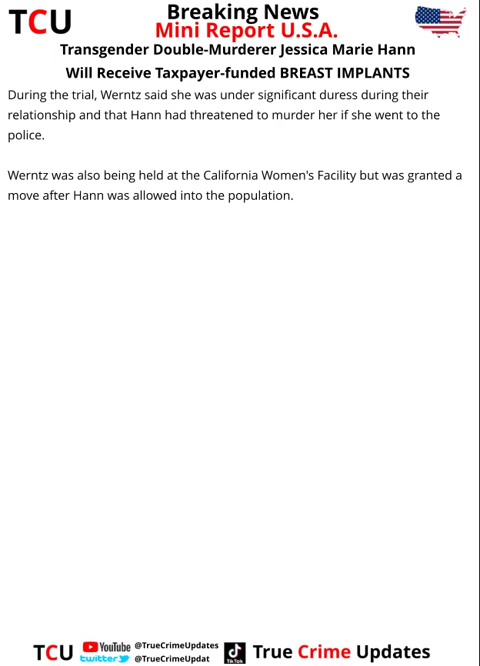 TCU
Breaking News
Mini Report U.S.A.
Transgender Double-Murderer Jessica Marie Hann
Will Receive Taxpayer-funded BREAST IMPLANTS
During the trial, Werntz said she was under significant duress during their
relationship and that Hann had threatened to murder her if she went to the
police.
Werntz was also being held at the California Women's Facility but was granted a
move after Hann was allowed into the population.
TCU
YouTube @TrueCrimeUpdates
twitter @TrueCrimeUpdat
TikTok
True Crime Updates